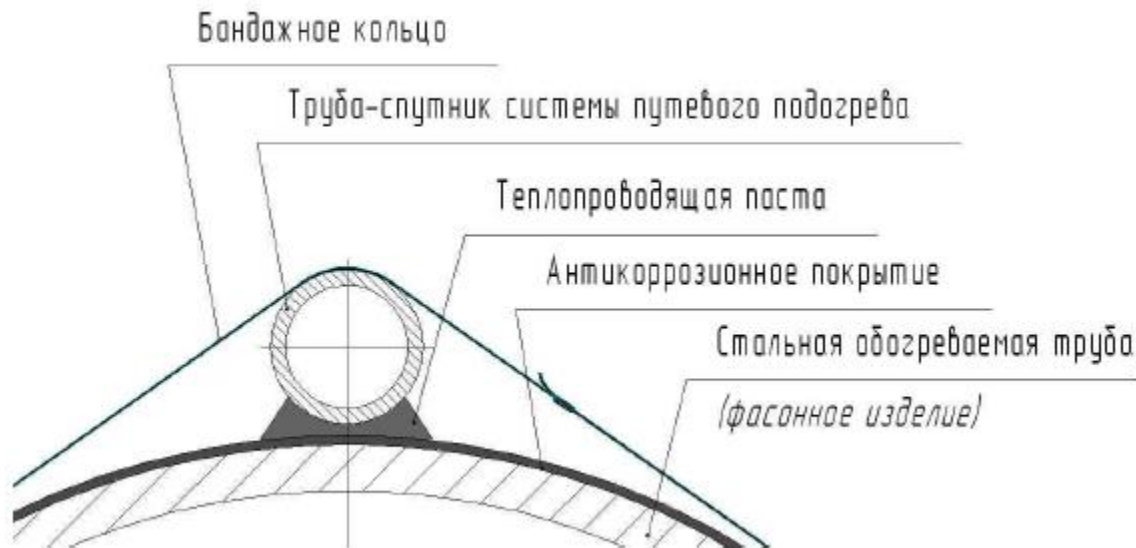 Бандажное кольцо
Труба-спутник системы путевого подогрева
Теплопроводящая паста
Антикоррозионное покрытие
Стальная обогреваемая труба
(фасонное изделие)